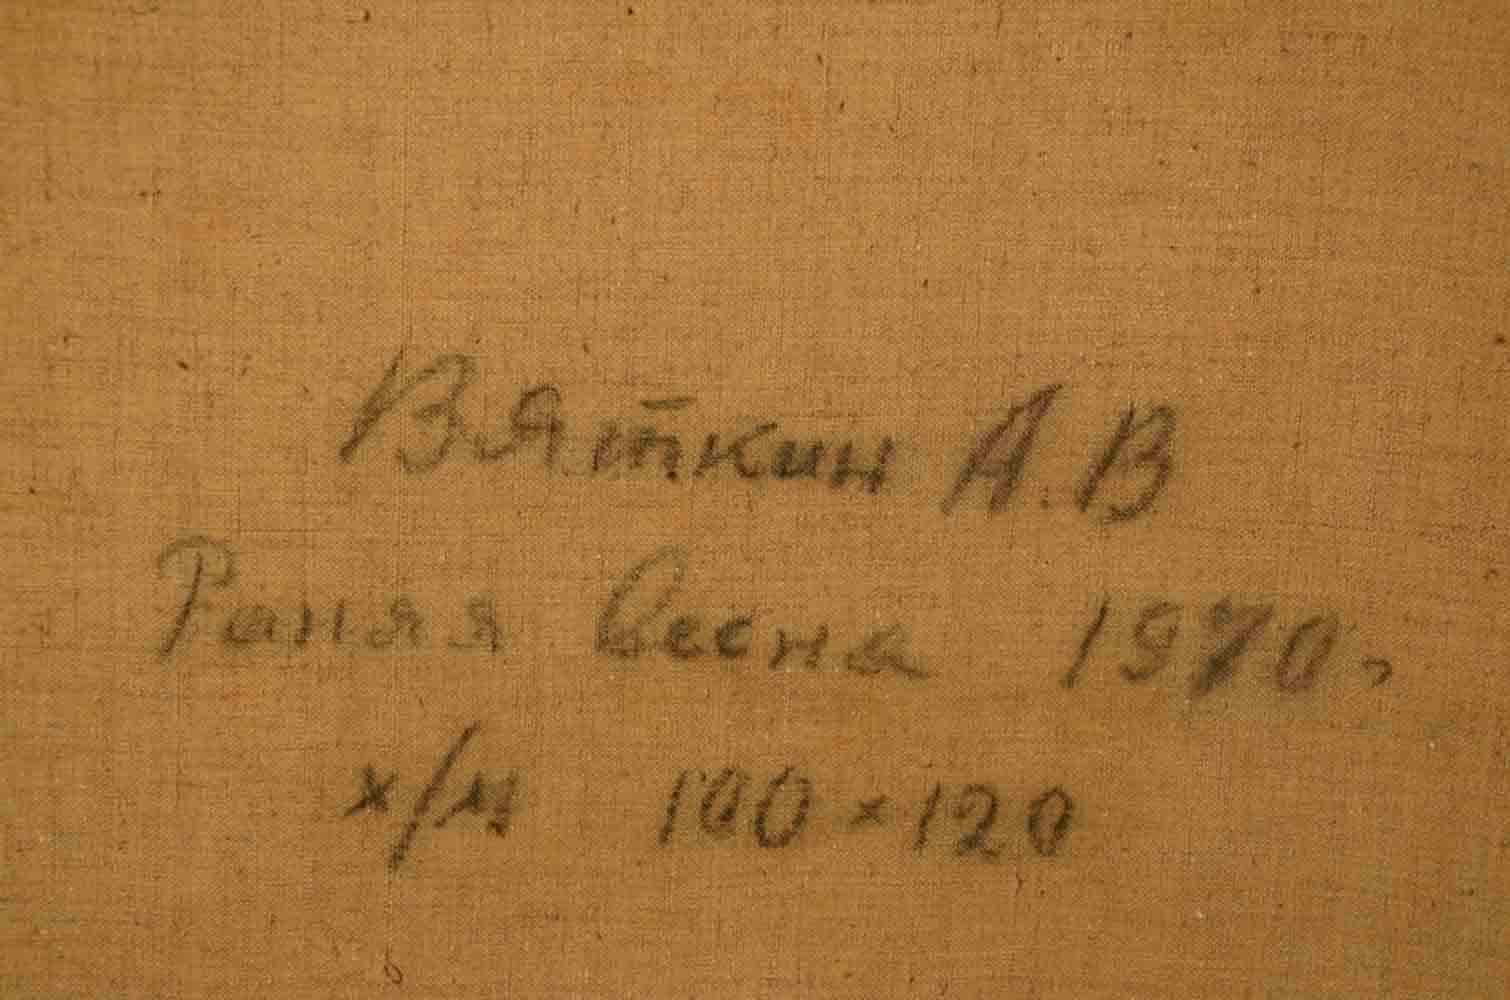 Вяткин А.В
Раняя весна 1970г
х/м 100×120